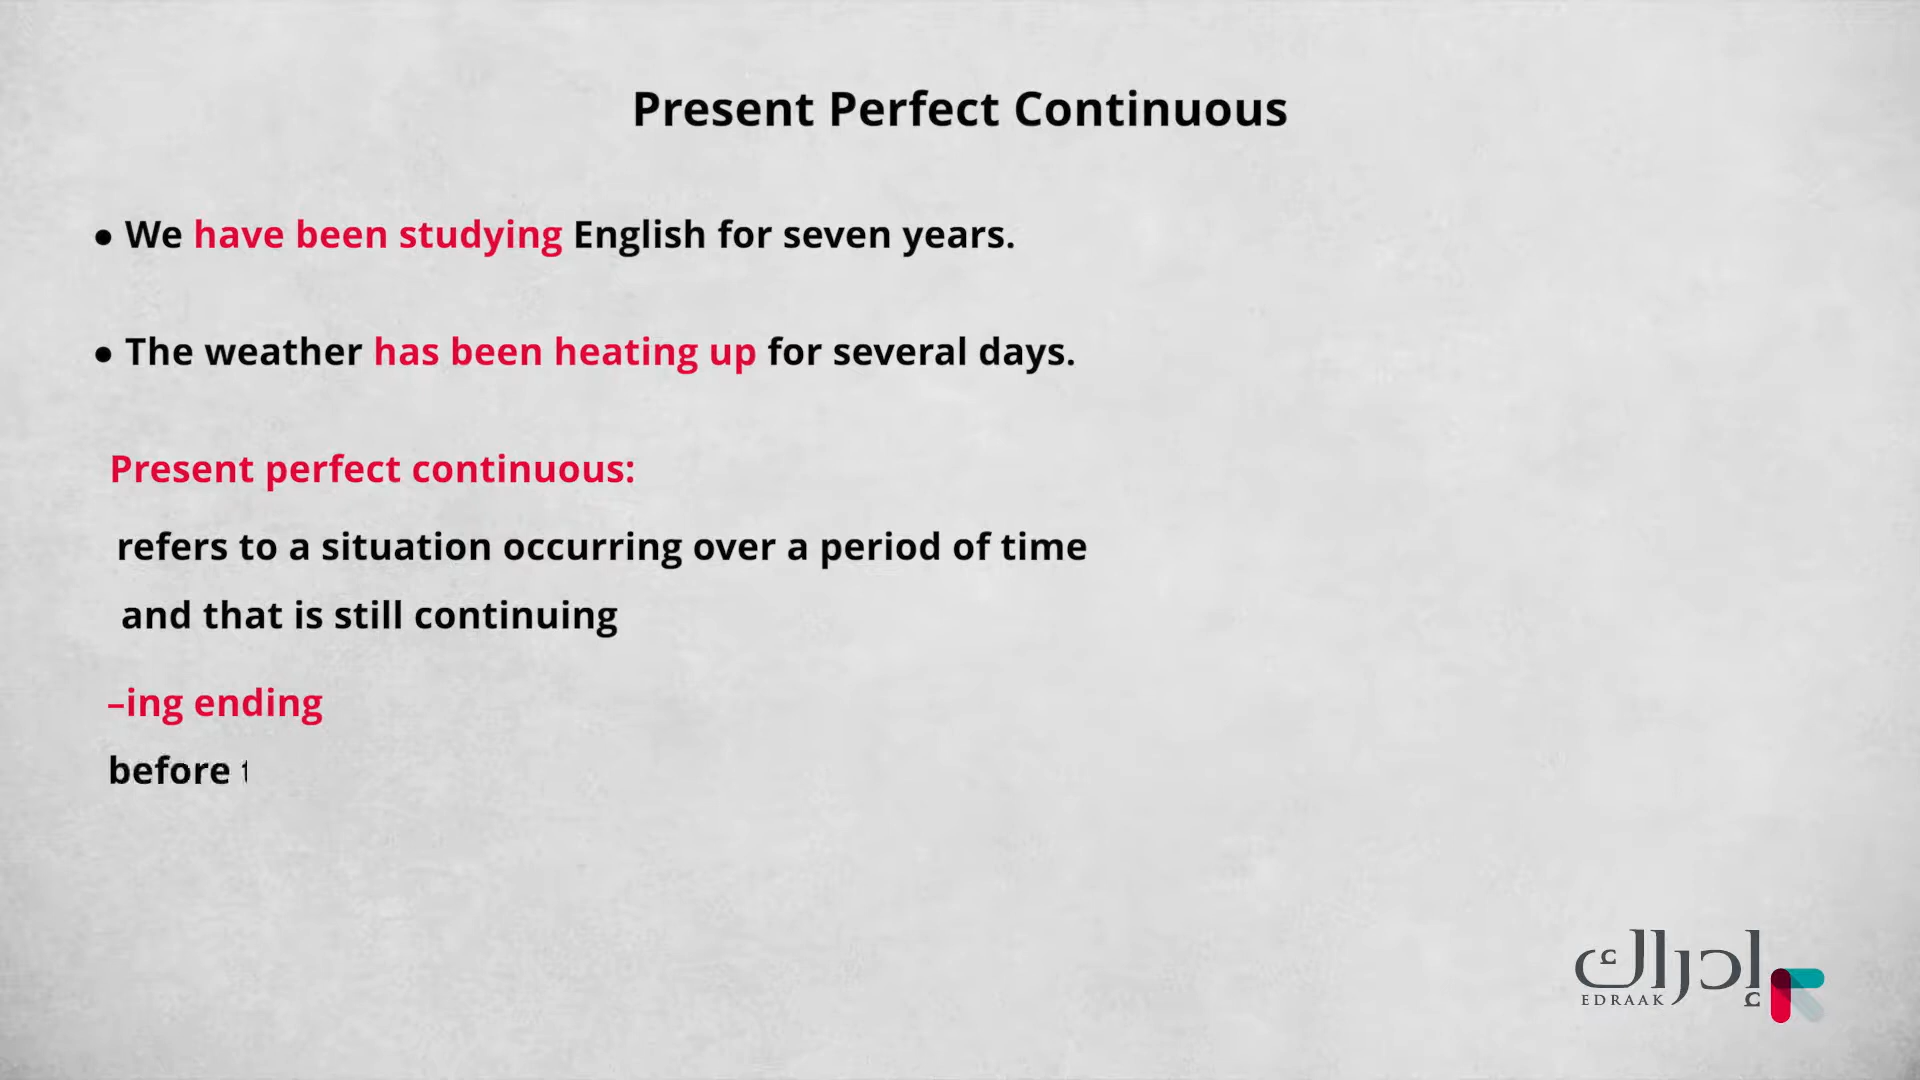 Present Perfect Continuous
• We have been studying English for seven years.
• The weather has been heating up for several days.
Present perfect continuous:
refers to a situation occurring over a period of time
and that is still continuing
–ing ending
before
إدراك
EDRAAK